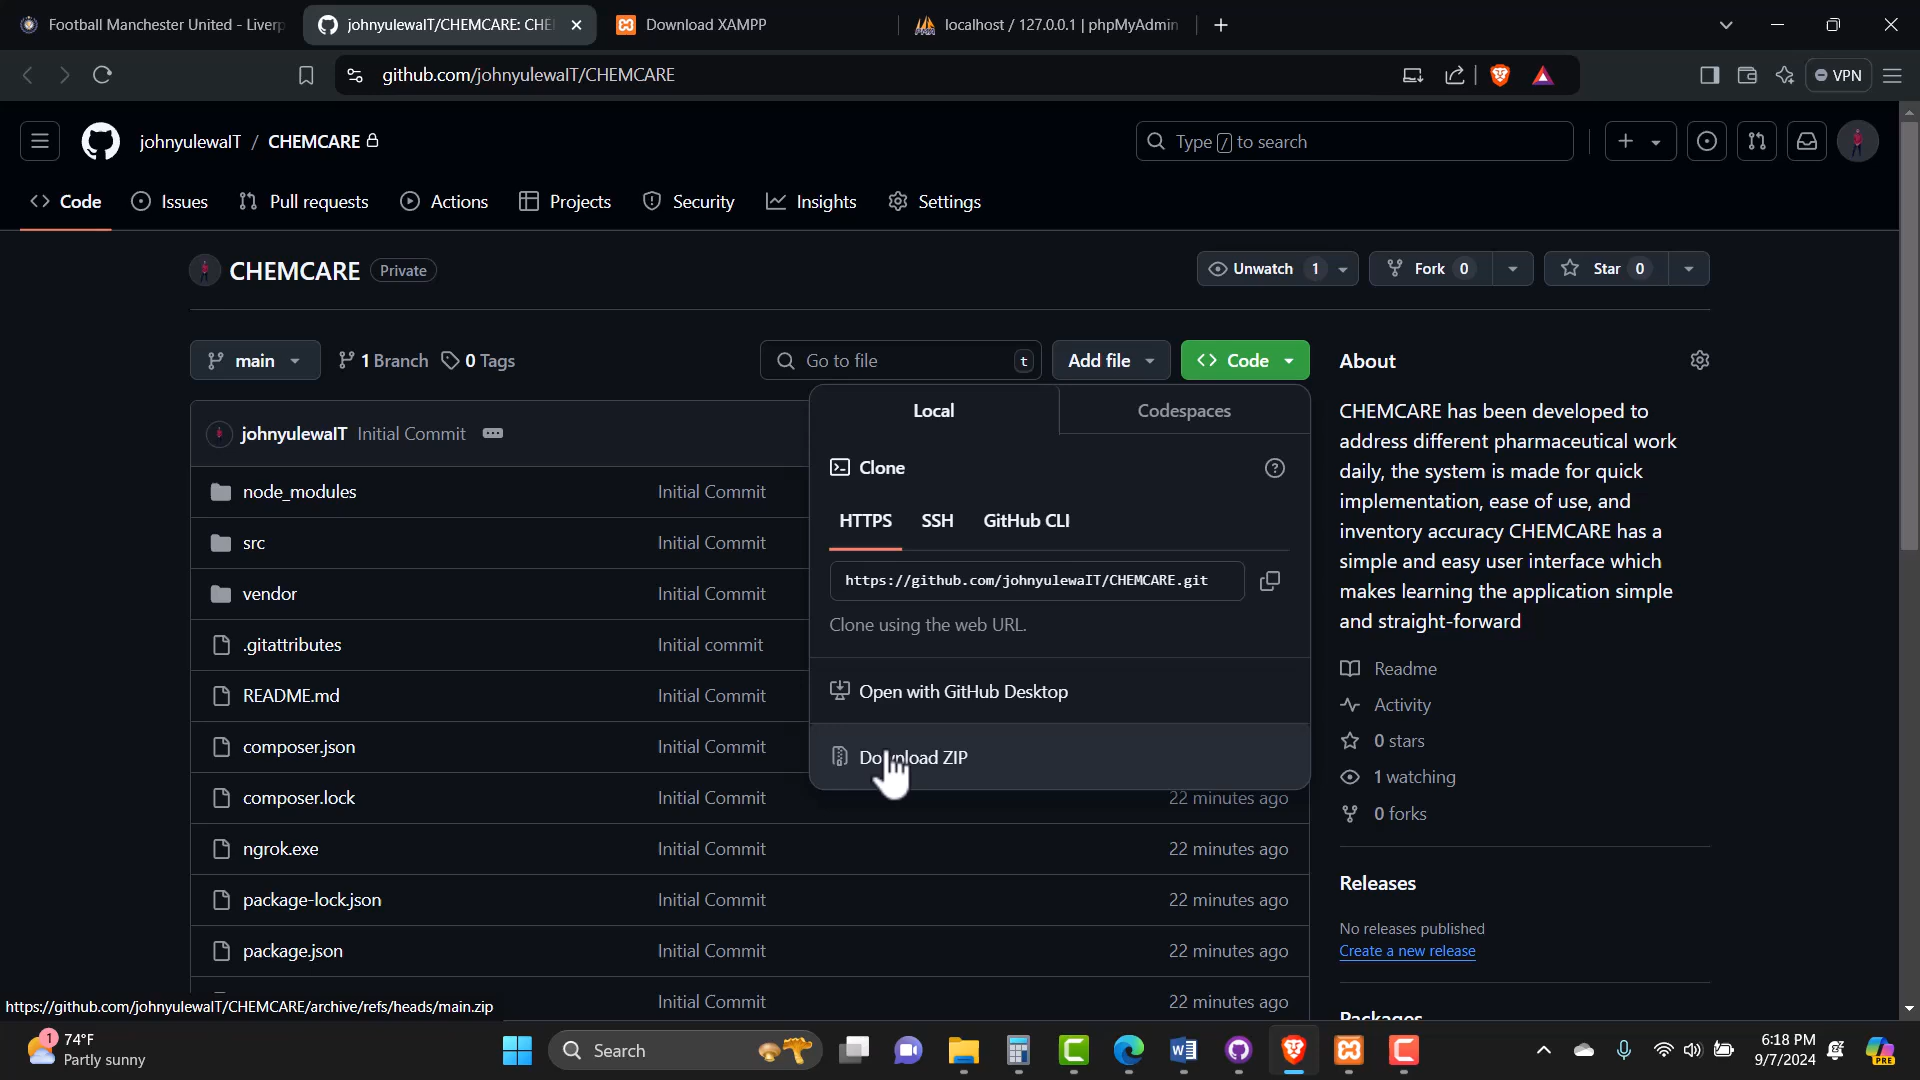 Football Manchester United - Liverp
johnyulewaIT/CHEMCARE: CHE
Download XAMPP
localhost / 127.0.0.1 | phpMyAdmin
github.com/johnyulewaIT/CHEMCARE
VPN
johnyulewaIT / CHEMCARE
Type / to search
Code
Issues
Pull requests
Actions
Projects
Security
Insights
Settings
CHEMCARE Private
Unwatch 1
Fork 0
Star 0
main
1 Branch
0 Tags
Go to file t
Add file
Code
johnyulewaIT Initial Commit
node_modules Initial Commit
src Initial Commit
vendor Initial Commit
.gitattributes Initial commit
README.md Initial Commit
composer.json Initial Commit
composer.lock Initial Commit 22 minutes ago
ngrok.exe Initial Commit 22 minutes ago
package-lock.json Initial Commit 22 minutes ago
package.json Initial Commit 22 minutes ago
Initial Commit 22 minutes ago
Local
Codespaces
Clone
HTTPS SSH GitHub CLI
https://github.com/johnyulewaIT/CHEMCARE.git
Clone using the web URL.
Open with GitHub Desktop
Download ZIP
About
CHEMCARE has been developed to
address different pharmaceutical work
daily, the system is made for quick
implementation, ease of use, and
inventory accuracy CHEMCARE has a
simple and easy user interface which
makes learning the application simple
and straight-forward
Readme
Activity
0 stars
1 watching
0 forks
Releases
No releases published
Create a new release
Packages
https://github.com/johnyulewaIT/CHEMCARE/archive/refs/heads/main.zip
1
74°F
Partly sunny
Search
6:18 PM
9/7/2024
PRE